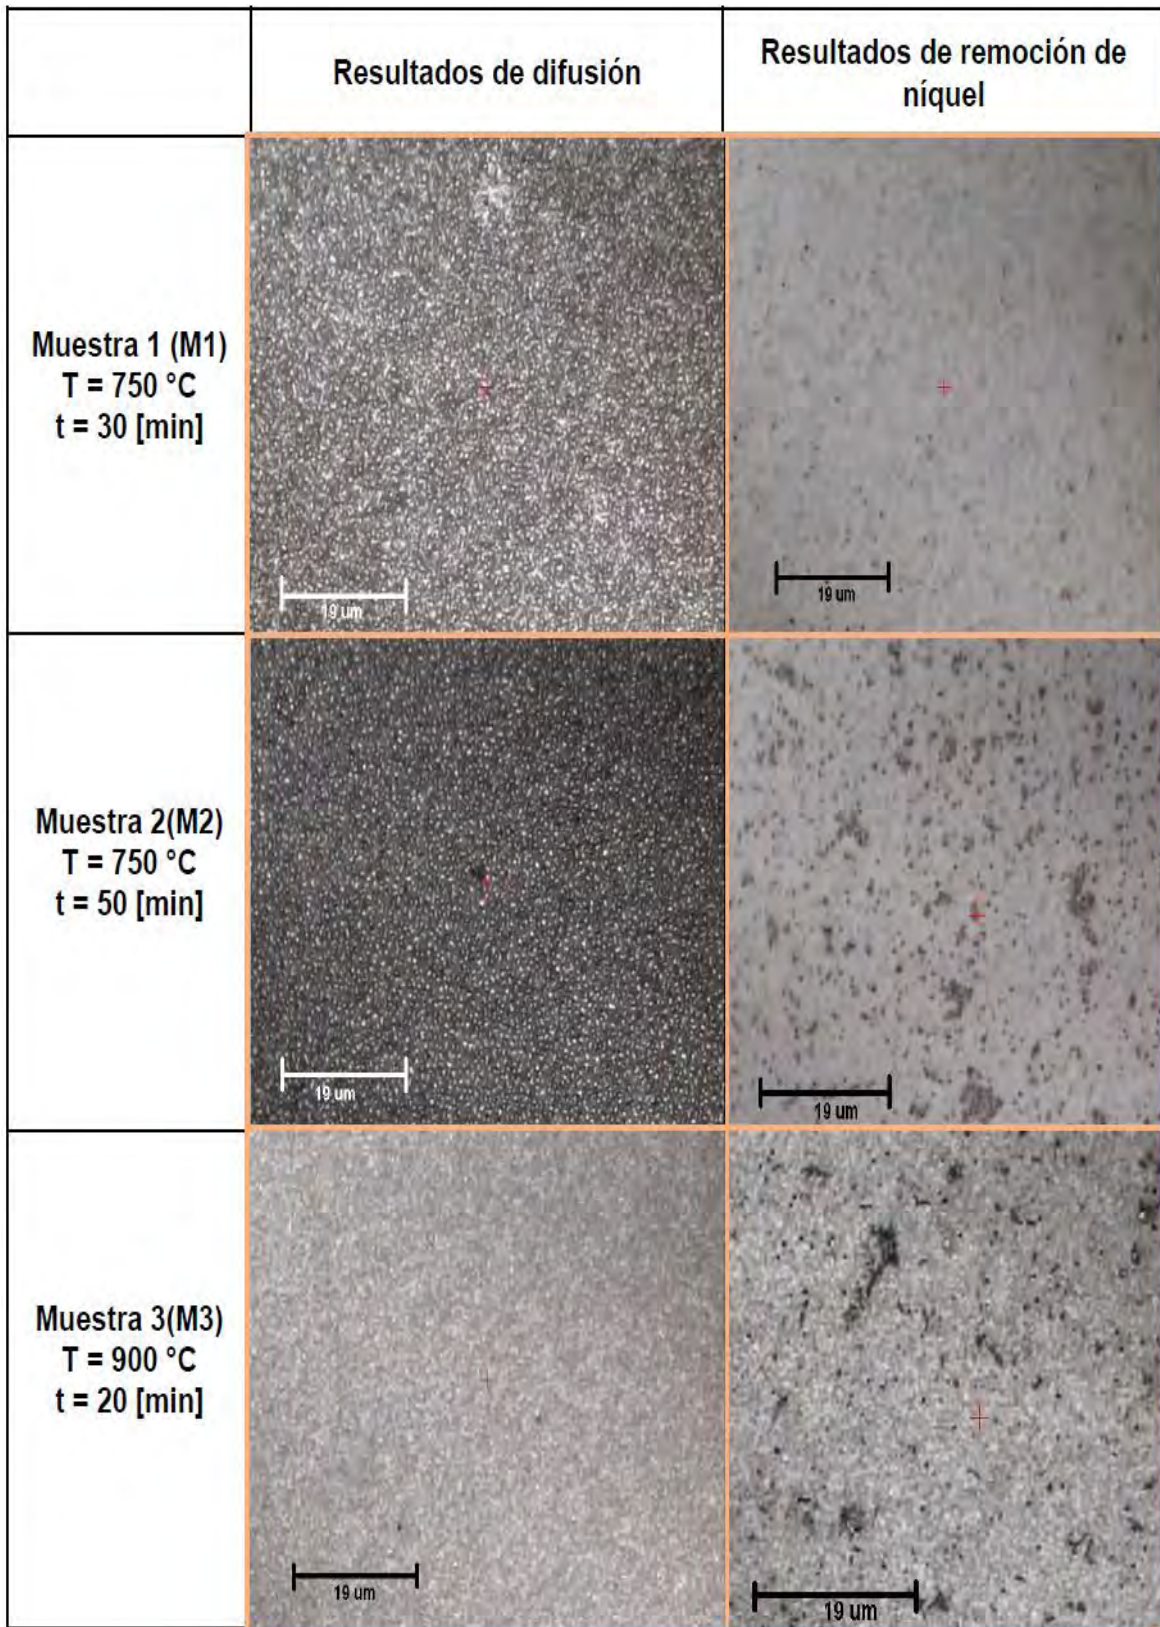 Resultados de difusión
Resultados de remoción de
níquel
Muestra 1 (M1)
T = 750 °C
t = 30 [min]
19 um
19 um
Muestra 2(M2)
T = 750 °C
t = 50 [min]
19 um
19 um
Muestra 3(M3)
T = 900 °C
t = 20 [min]
19 um
19 um